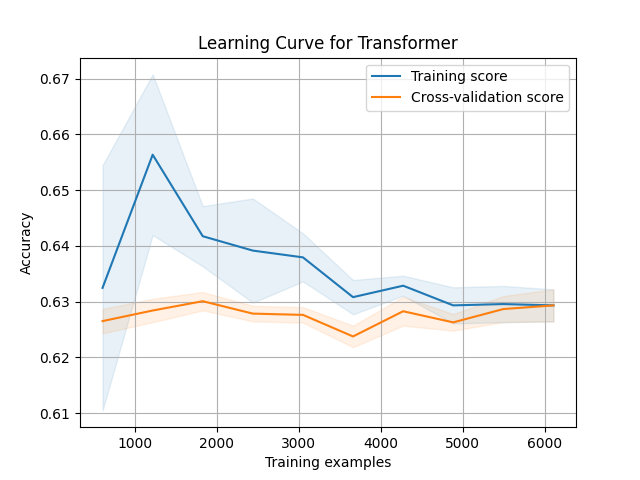 Learning Curve for Transformer
Training score
Cross-validation score
Accuracy
0.67
0.66
0.65
0.64
0.63
0.62
0.61
1000 2000 3000 4000 5000 6000
Training examples